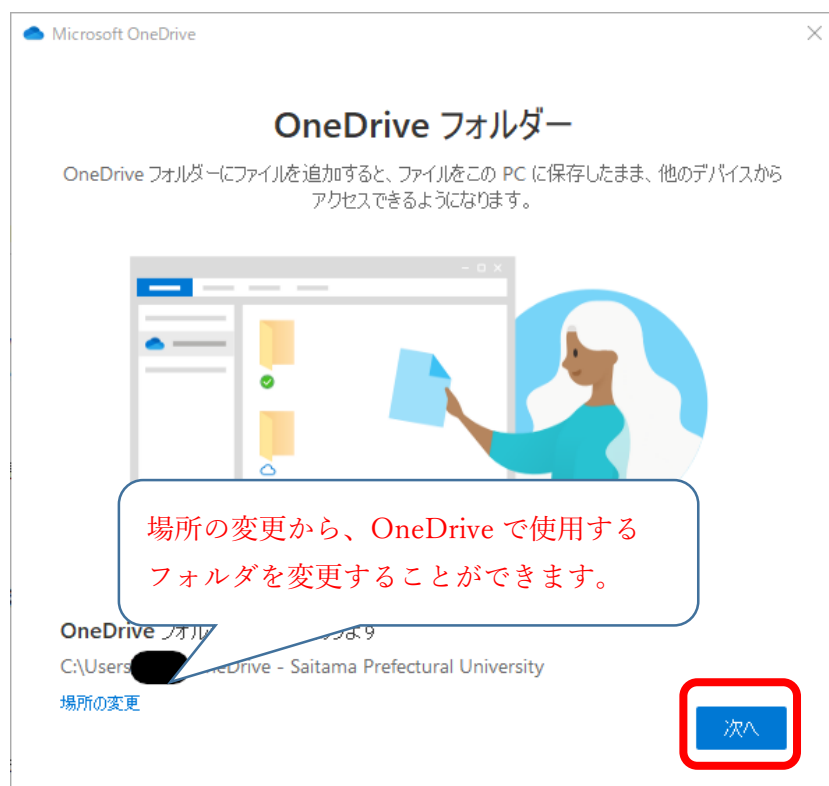 Microsoft OneDrive
OneDrive フォルダー
OneDrive フォルダーにファイルを追加すると、ファイルをこの PC に保存したまま、他のデバイスから
アクセスできるようになります。
場所の変更から、OneDrive で使用する
フォルダを変更することができます。
OneDrive
C:\Users
OneDrive - Saitama Prefectural University
場所の変更
次へ